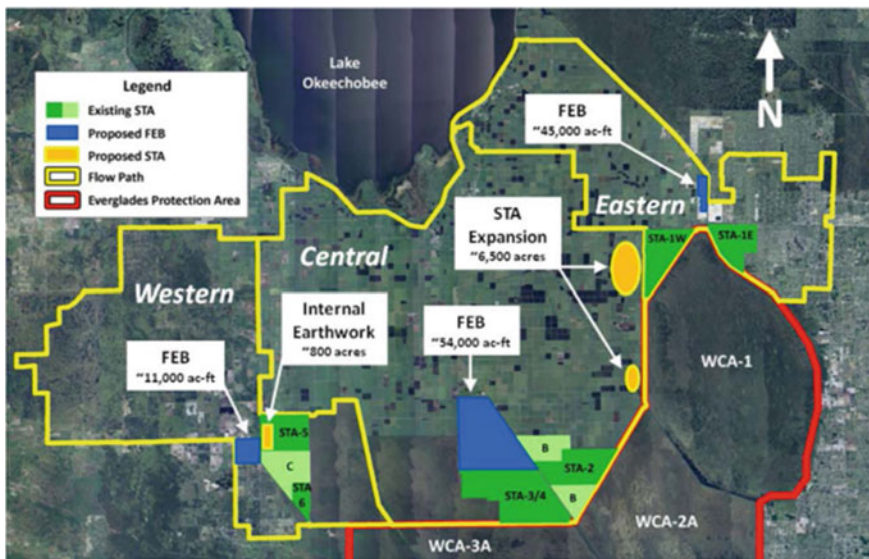 Lake
Okeechobee
N
Legend
Existing STA
Proposed FEB
Proposed STA
Flow Path
Everglades Protection Area
FEB
~45,000 ac-ft
Eastern
STA
Expansion
~6,500 acres
STA-1W
STA-1E
Central
Western
Internal
Earthwork
~800 acres
FEB
~54,000 ac-ft
FEB
~11,000 ac-ft
WCA-1
STA-5
C
STA
6
B
STA-2
STA-3/4
B
WCA-2A
WCA-3A